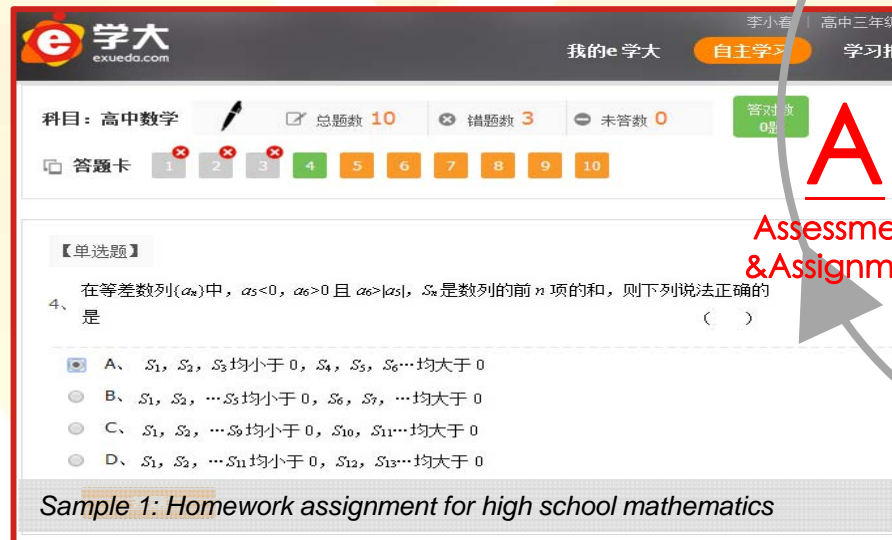 e 学大
exueda.com
李小春 | 高中三年级
我的e学大 自主学习
科目：高中数学 总题数 10 错题数 3 未答数 0 答对数
0题
答题卡 1 2 3 4 5 6 7 8 9 10
A
【单选题】
4、 在等差数列{aₙ}中，a₅<0，a₆>0 且 a₆>|a₅|，Sₙ是数列的前 n 项的和，则下列说法正确的
是 （ ）
A、 S₁，S₂，S₃均小于 0，S₄，S₅，S₆…均大于 0
B、 S₁，S₂，…S₅均小于 0，S₆，S₇，…均大于 0
C、 S₁，S₂，…S₉均小于 0，S₁₀，S₁₁…均大于 0
D、 S₁，S₂，…S₁₁均小于 0，S₁₂，S₁₃…均大于 0
Sample 1: Homework assignment for high school mathematics